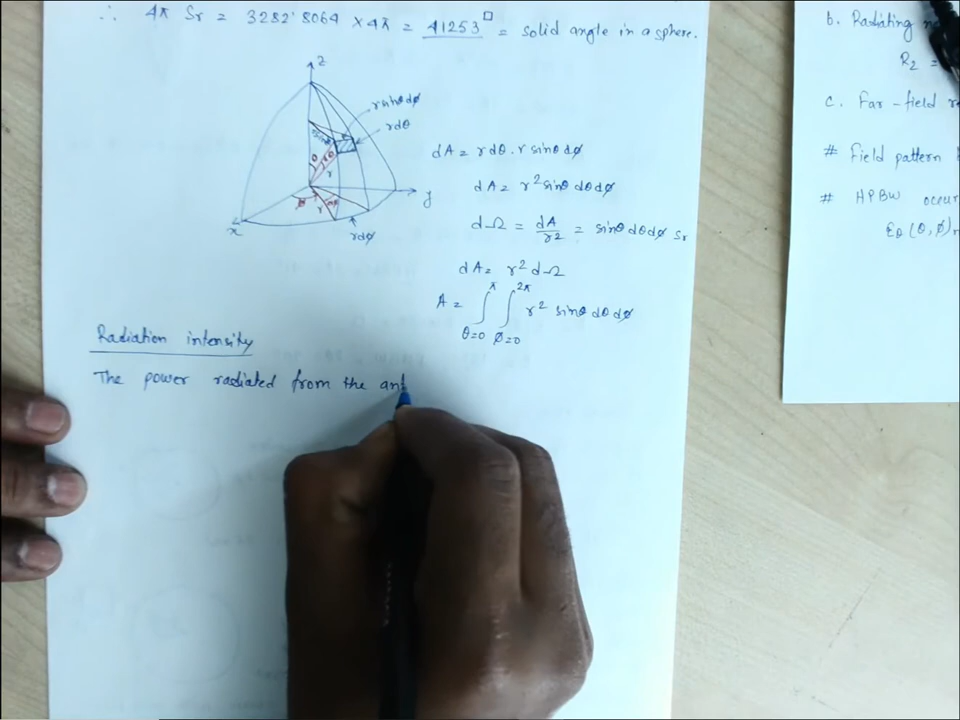 ∴ 4π Sr = 3282.8064 × 4π = 41253□ = solid angle in a sphere.
z
r sinθ dφ
r dθ
y
x
r dφ
dA = r dθ . r sinθ dφ
dA = r² sinθ dθ dφ
dΩ = dA/r² = sinθ dθ dφ Sr
dA = r² dΩ
A = ∫θ=0^π ∫φ=0^2π r² sinθ dθ dφ
Radiation intensity
The power radiated from the ant
b. Radiating
R₂ =
c. Far-field
# Field pattern
# HPBW occur
Eθ(θ, φ)n